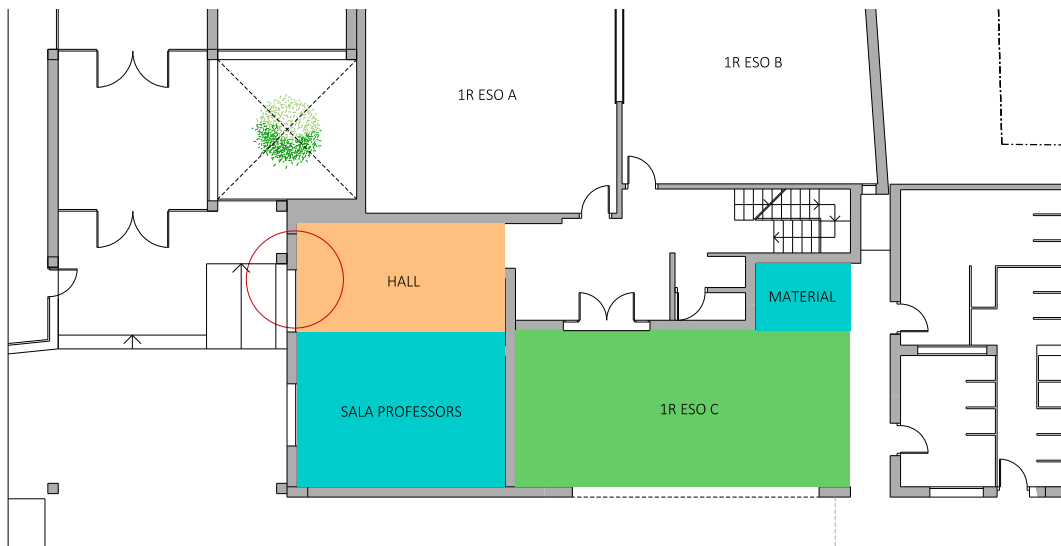 1R ESO A
1R ESO B
HALL
MATERIAL
SALA PROFESSORS
1R ESO C